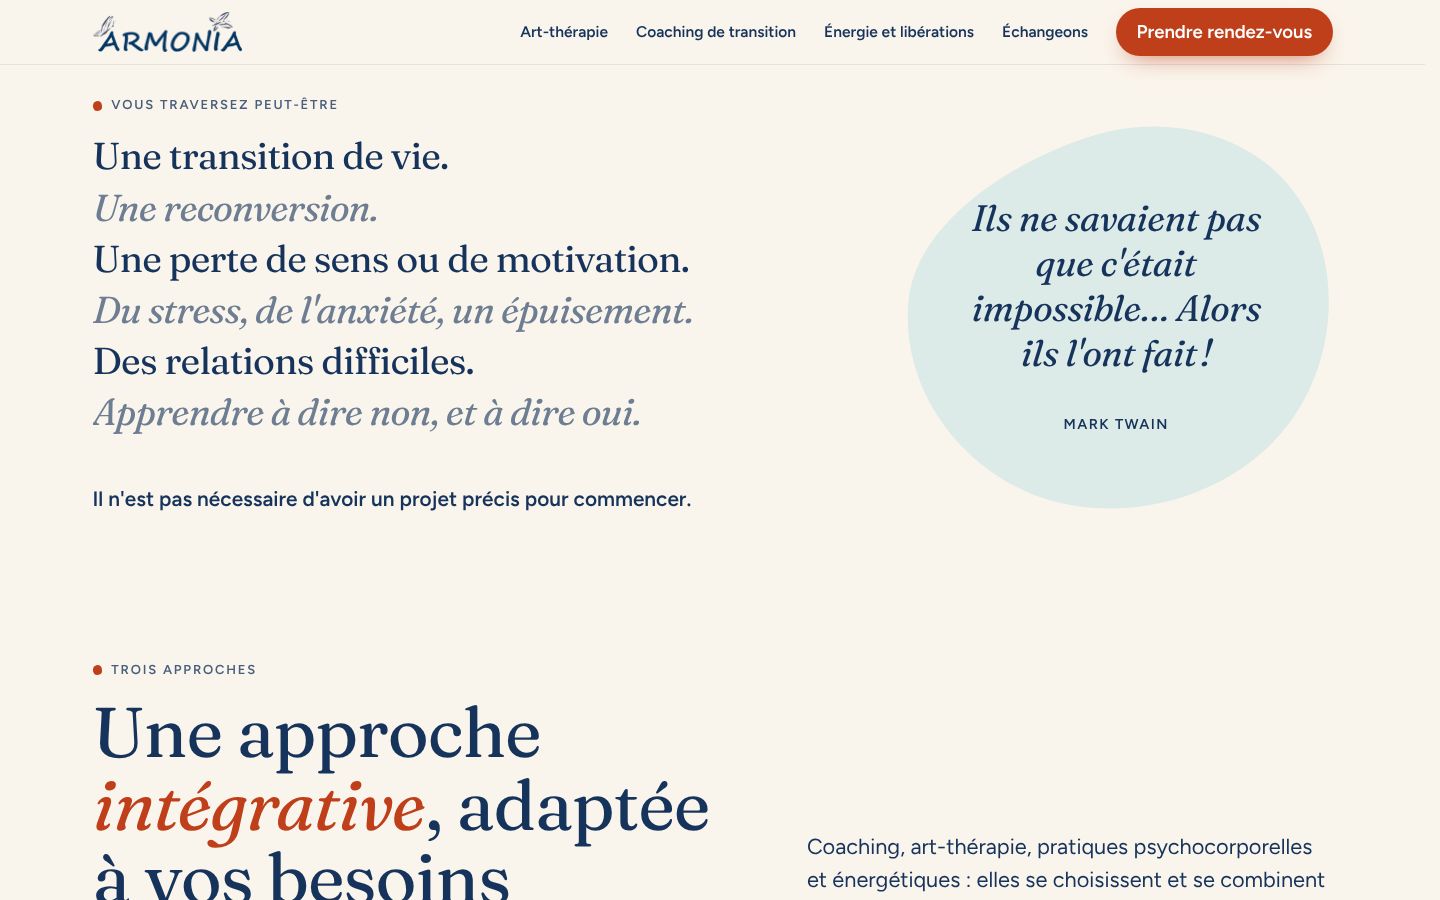 ARMONÍA
Art-thérapie
Coaching de transition
Énergie et libérations
Échangeons
Prendre rendez-vous
VOUS TRAVERSEZ PEUT-ÊTRE
Une transition de vie.
Une reconversion.
Une perte de sens ou de motivation.
Du stress, de l'anxiété, un épuisement.
Des relations difficiles.
Apprendre à dire non, et à dire oui.
Il n'est pas nécessaire d'avoir un projet précis pour commencer.
Ils ne savaient pas
que c'était
impossible... Alors
ils l'ont fait !
MARK TWAIN
TROIS APPROCHES
Une approche
intégrative, adaptée
à vos besoins
Coaching, art-thérapie, pratiques psychocorporelles
et énergétiques : elles se choisissent et se combinent